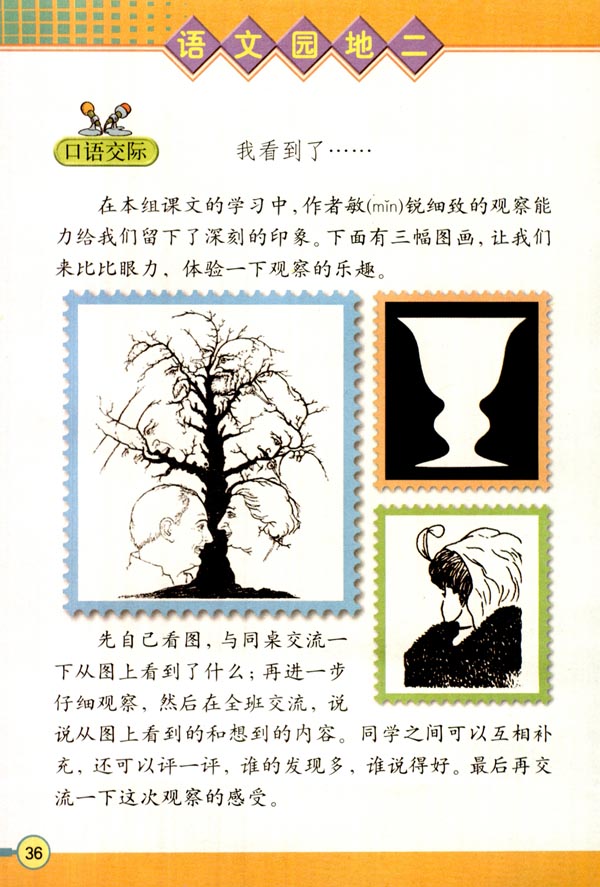 语文园地二
口语交际
我看到了……
在本组课文的学习中,作者敏(mǐn)锐细致的观察能
力给我们留下了深刻的印象。下面有三幅图画,让我们
来比比眼力,体验一下观察的乐趣。
先自己看图,与同桌交流一
下从图上看到了什么;再进一步
仔细观察,然后在全班交流,说
说从图上看到的和想到的内容。同学之间可以互相补
充,还可以评一评,谁的发现多,谁说得好。最后再交
流一下这次观察的感受。
36